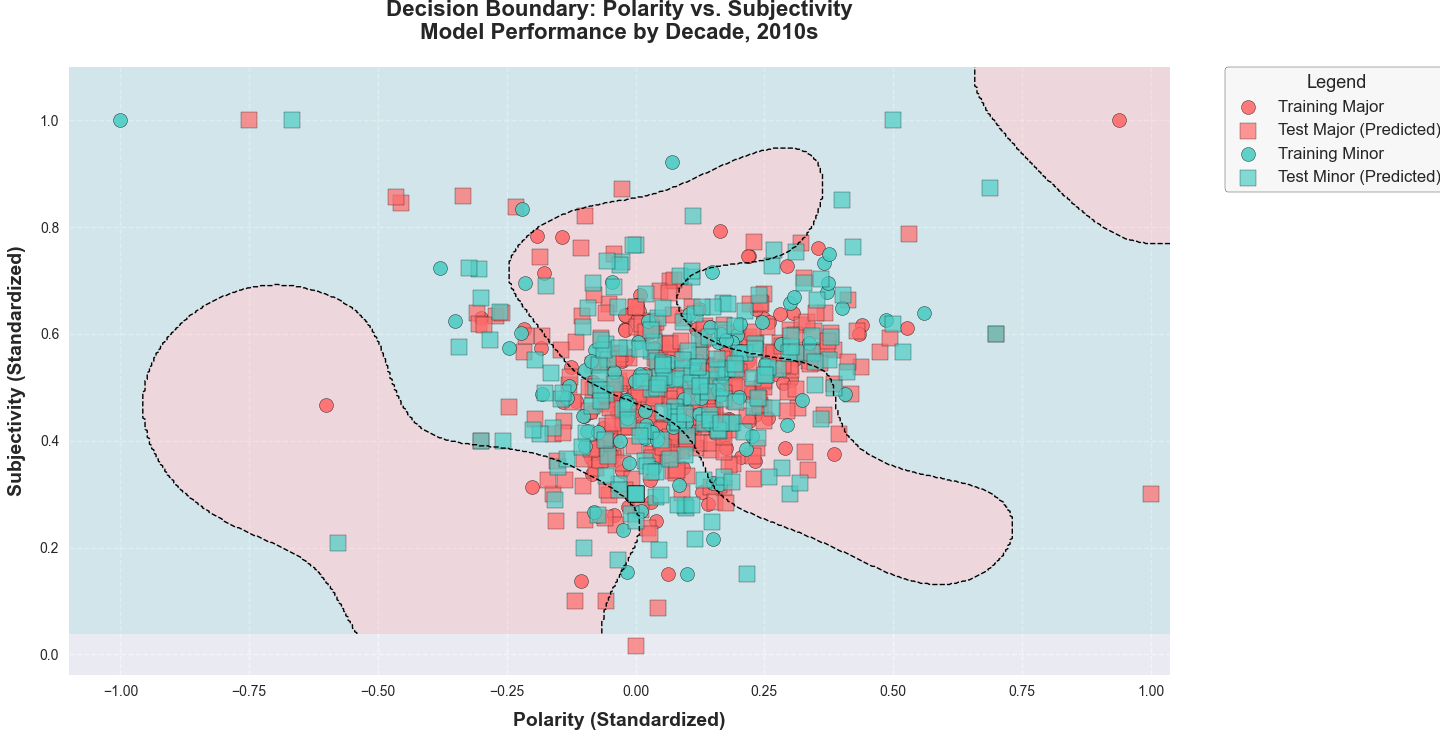 Decision Boundary: Polarity vs. Subjectivity
Model Performance by Decade, 2010s
Legend
Training Major
Test Major (Predicted)
Training Minor
Test Minor (Predicted)
Subjectivity (Standardized)
1.0
0.8
0.6
0.4
0.2
0.0
−1.00 −0.75 −0.50 −0.25 0.00 0.25 0.50 0.75 1.00
Polarity (Standardized)